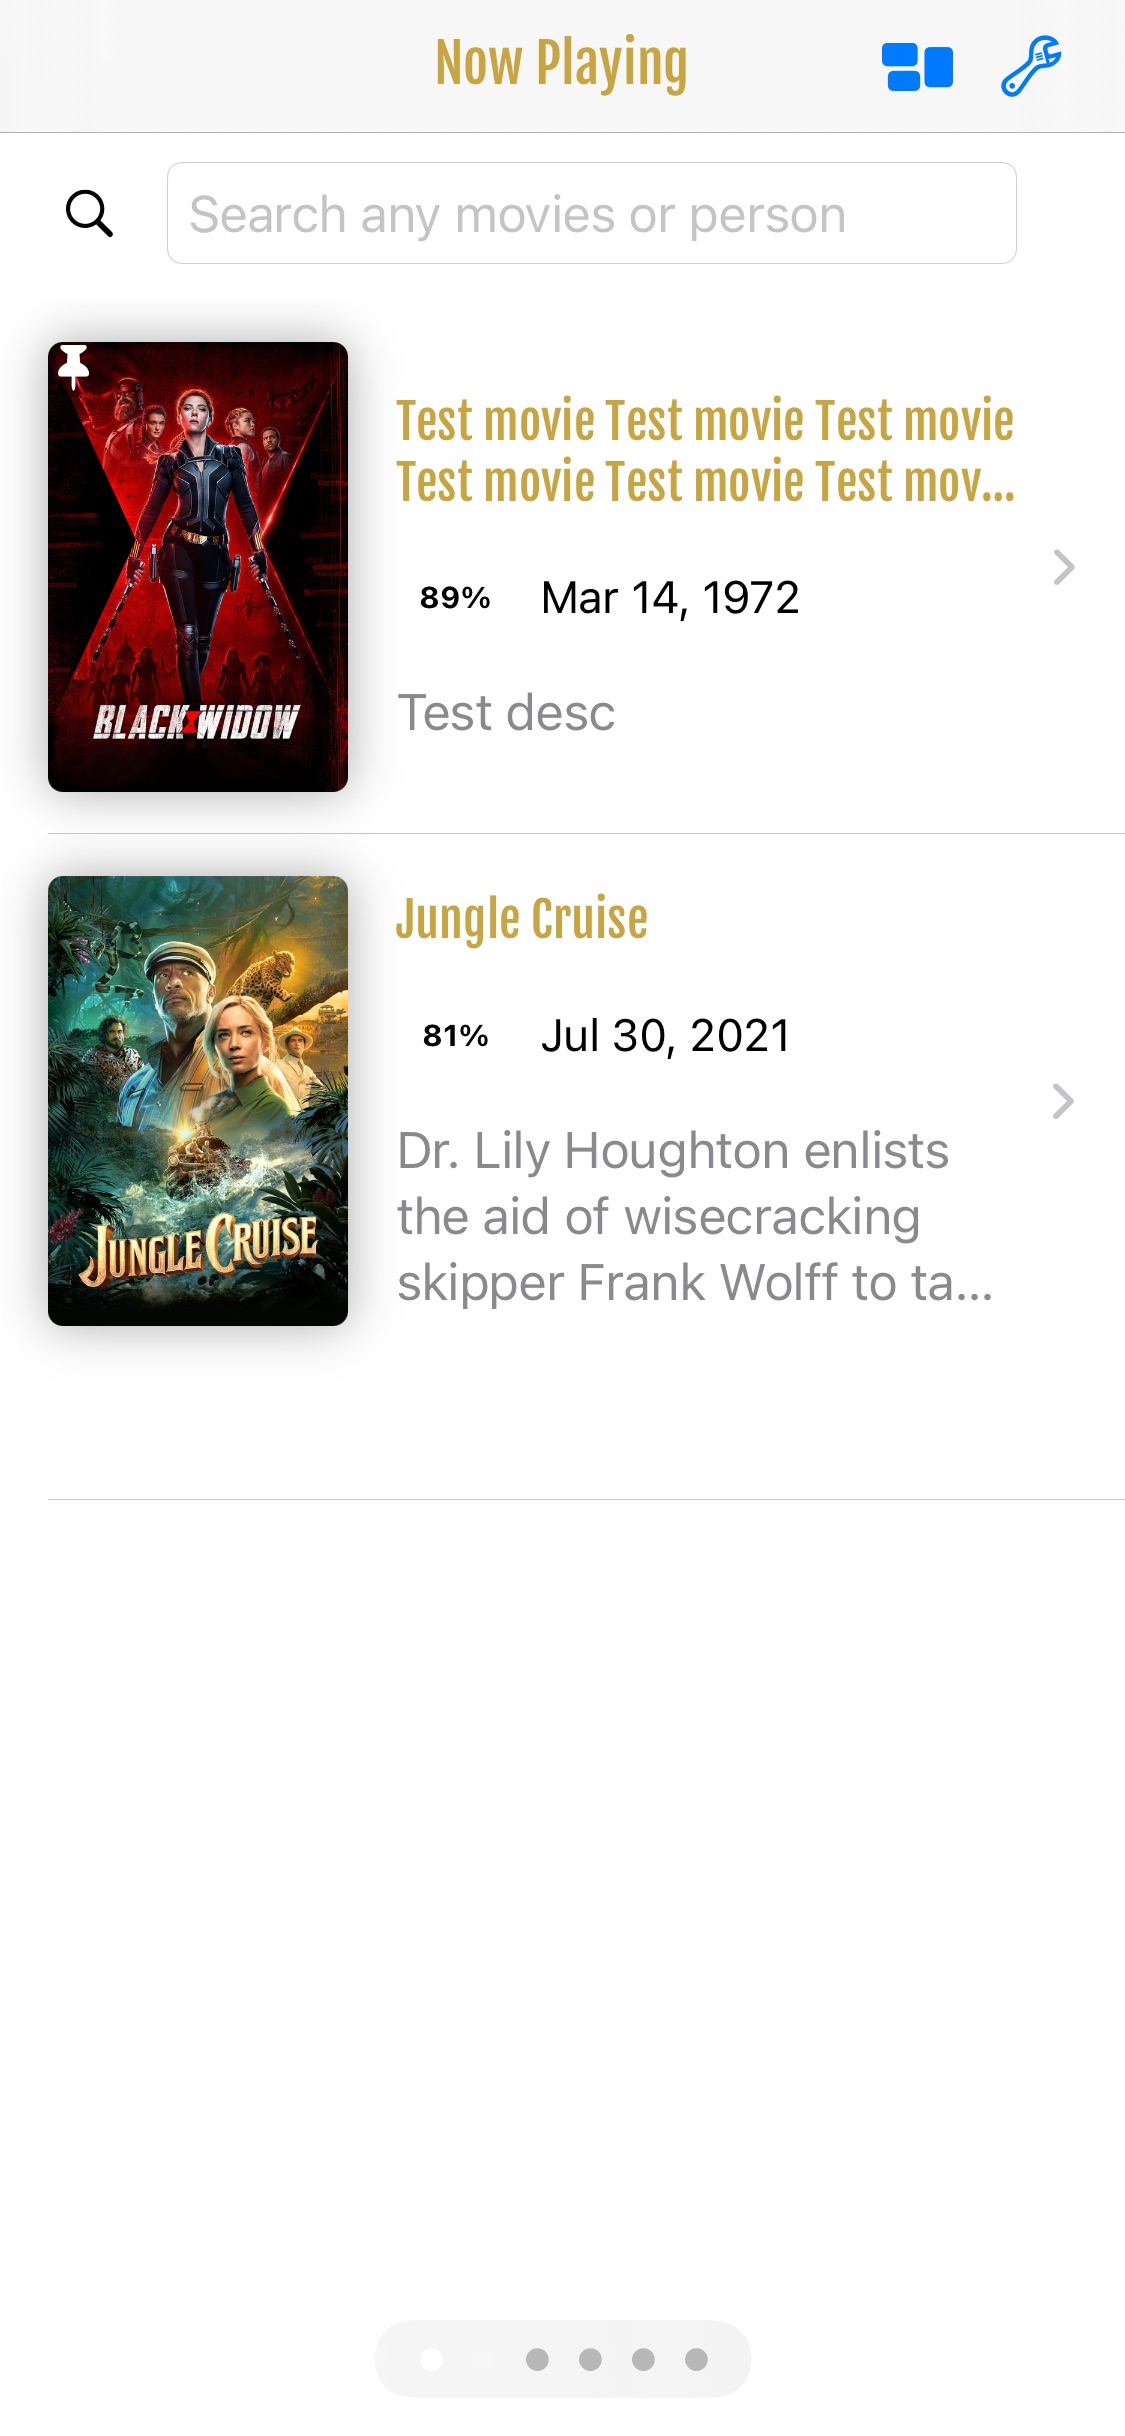 Now Playing
Search any movies or person
Test movie Test movie Test movie
Test movie Test movie Test mov...
89% Mar 14, 1972
Test desc
BLACK WIDOW
Jungle Cruise
81% Jul 30, 2021
Dr. Lily Houghton enlists
the aid of wisecracking
skipper Frank Wolff to ta...
JUNGLE CRUISE